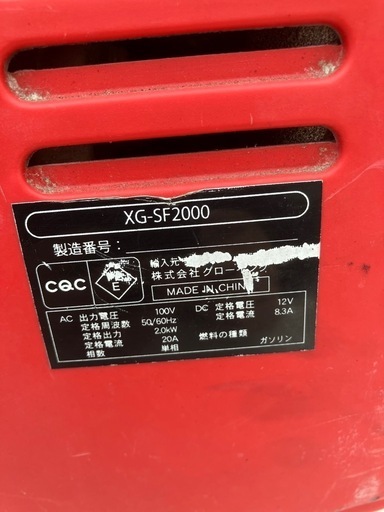 XG-SF2000
製造番号:
輸入元
株式会社グロー
CQC
E
MADE IN CHIN
AC 出力電圧 100V
定格周波数 50/60Hz
定格出力 2.0kW
定格電流 20A
相数 単相
DC 定格電圧 12V
定格電流 8.3A
燃料の種類 ガソリン